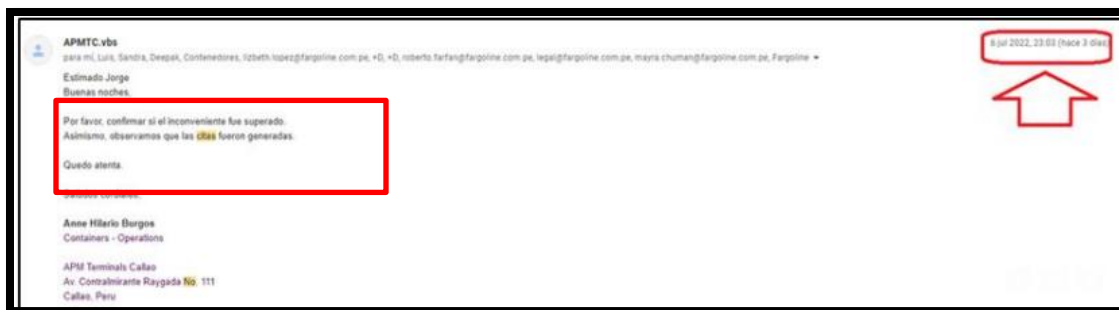 APMTC.vbs
6 jul 2022, 23:03 (hace 3 días)
para mí, Luis, Sandra, Deepak, Contenedores, lizbeth.lopez@fargoline.com.pe, +D, +D, roberto.farfan@fargoline.com.pe, legal@fargoline.com.pe, mayra.chuman@fargoline.com.pe, Fargoline
Estimado Jorge
Buenas noches.
Por favor, confirmar si el inconveniente fue superado.
Asimismo, observamos que las citas fueron generadas.
Quedo atenta.
Saludos cordiales,
Anne Hilario Burgos
Containers - Operations
APM Terminals Callao
Av. Contralmirante Raygada No. 111
Callao, Peru